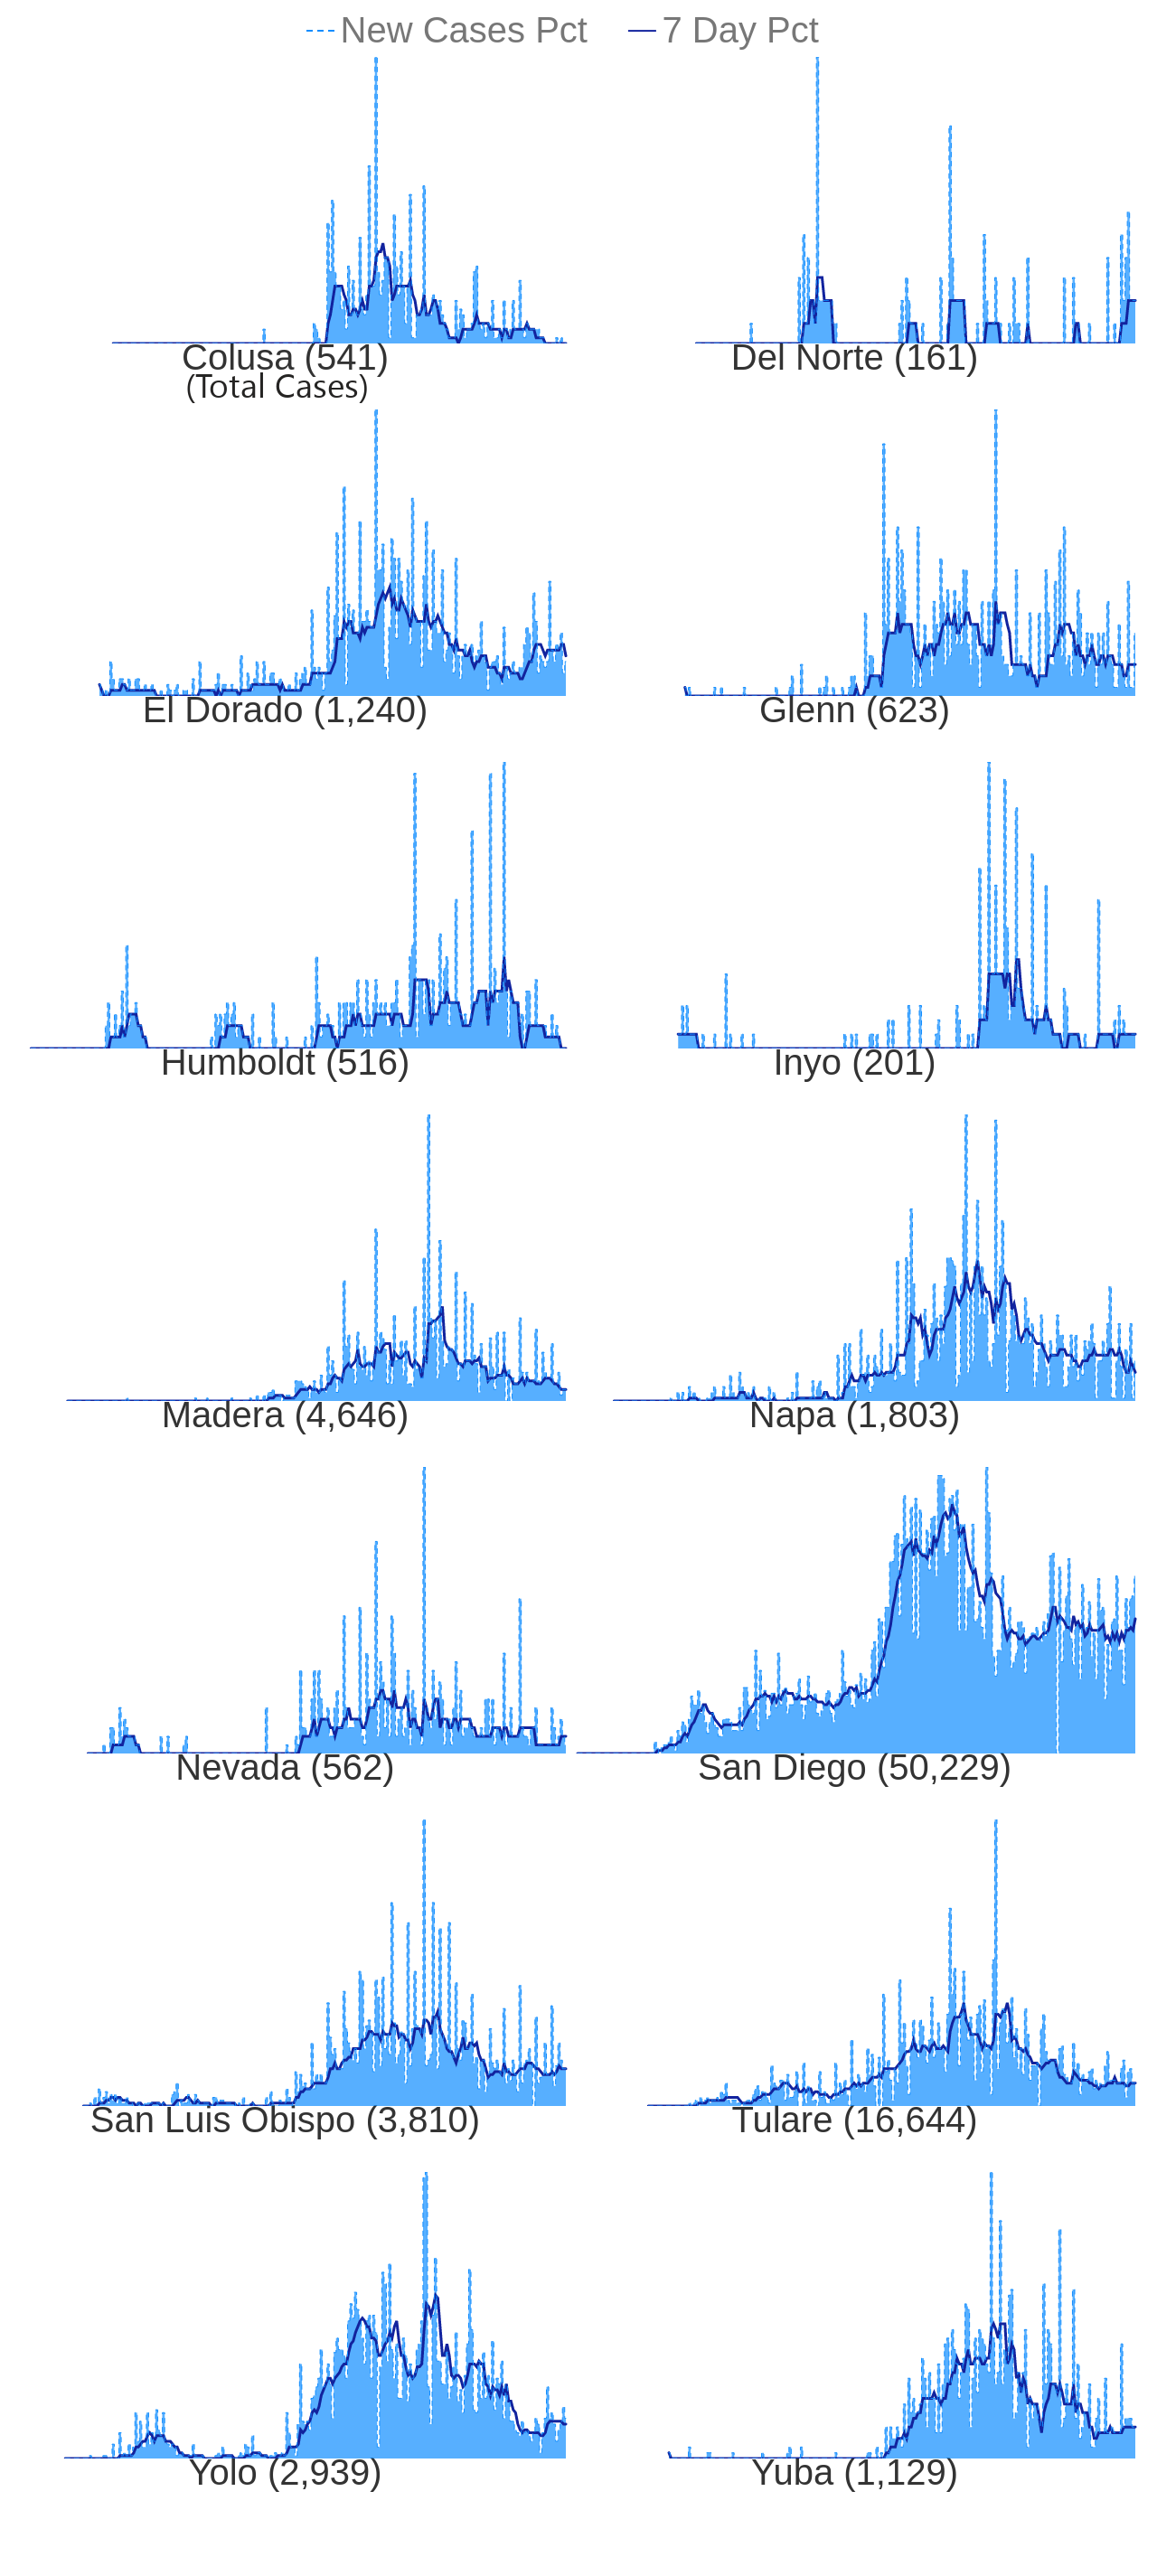 New Cases Pct 7 Day Pct
Colusa (541) Del Norte (161)
(Total Cases)
El Dorado (1,240) Glenn (623)
Humboldt (516) Inyo (201)
Madera (4,646) Napa (1,803)
Nevada (562) San Diego (50,229)
San Luis Obispo (3,810) Tulare (16,644)
Yolo (2,939) Yuba (1,129)